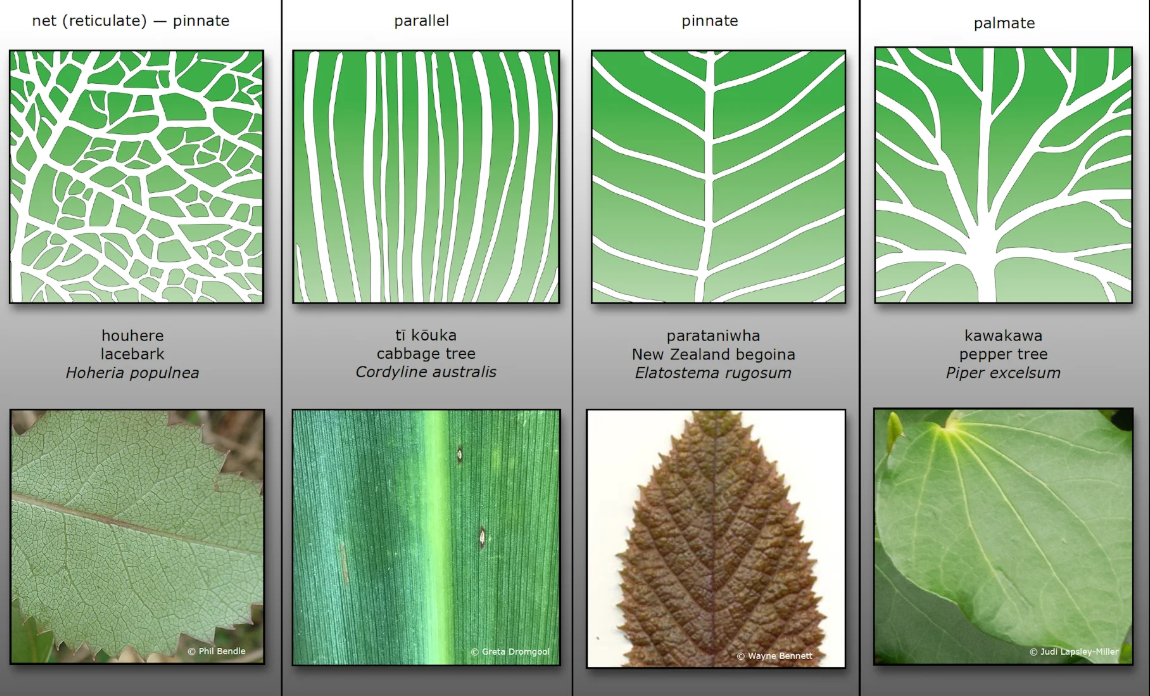 net (reticulate) — pinnate
houhere
lacebark
Hoheria populnea
© Phil Bendle
parallel
tī kōuka
cabbage tree
Cordyline australis
© Greta Dromgool
pinnate
parataniwha
New Zealand begoina
Elatostema rugosum
© Wayne Bennett
palmate
kawakawa
pepper tree
Piper excelsum
© Judi Lapsley-Miller